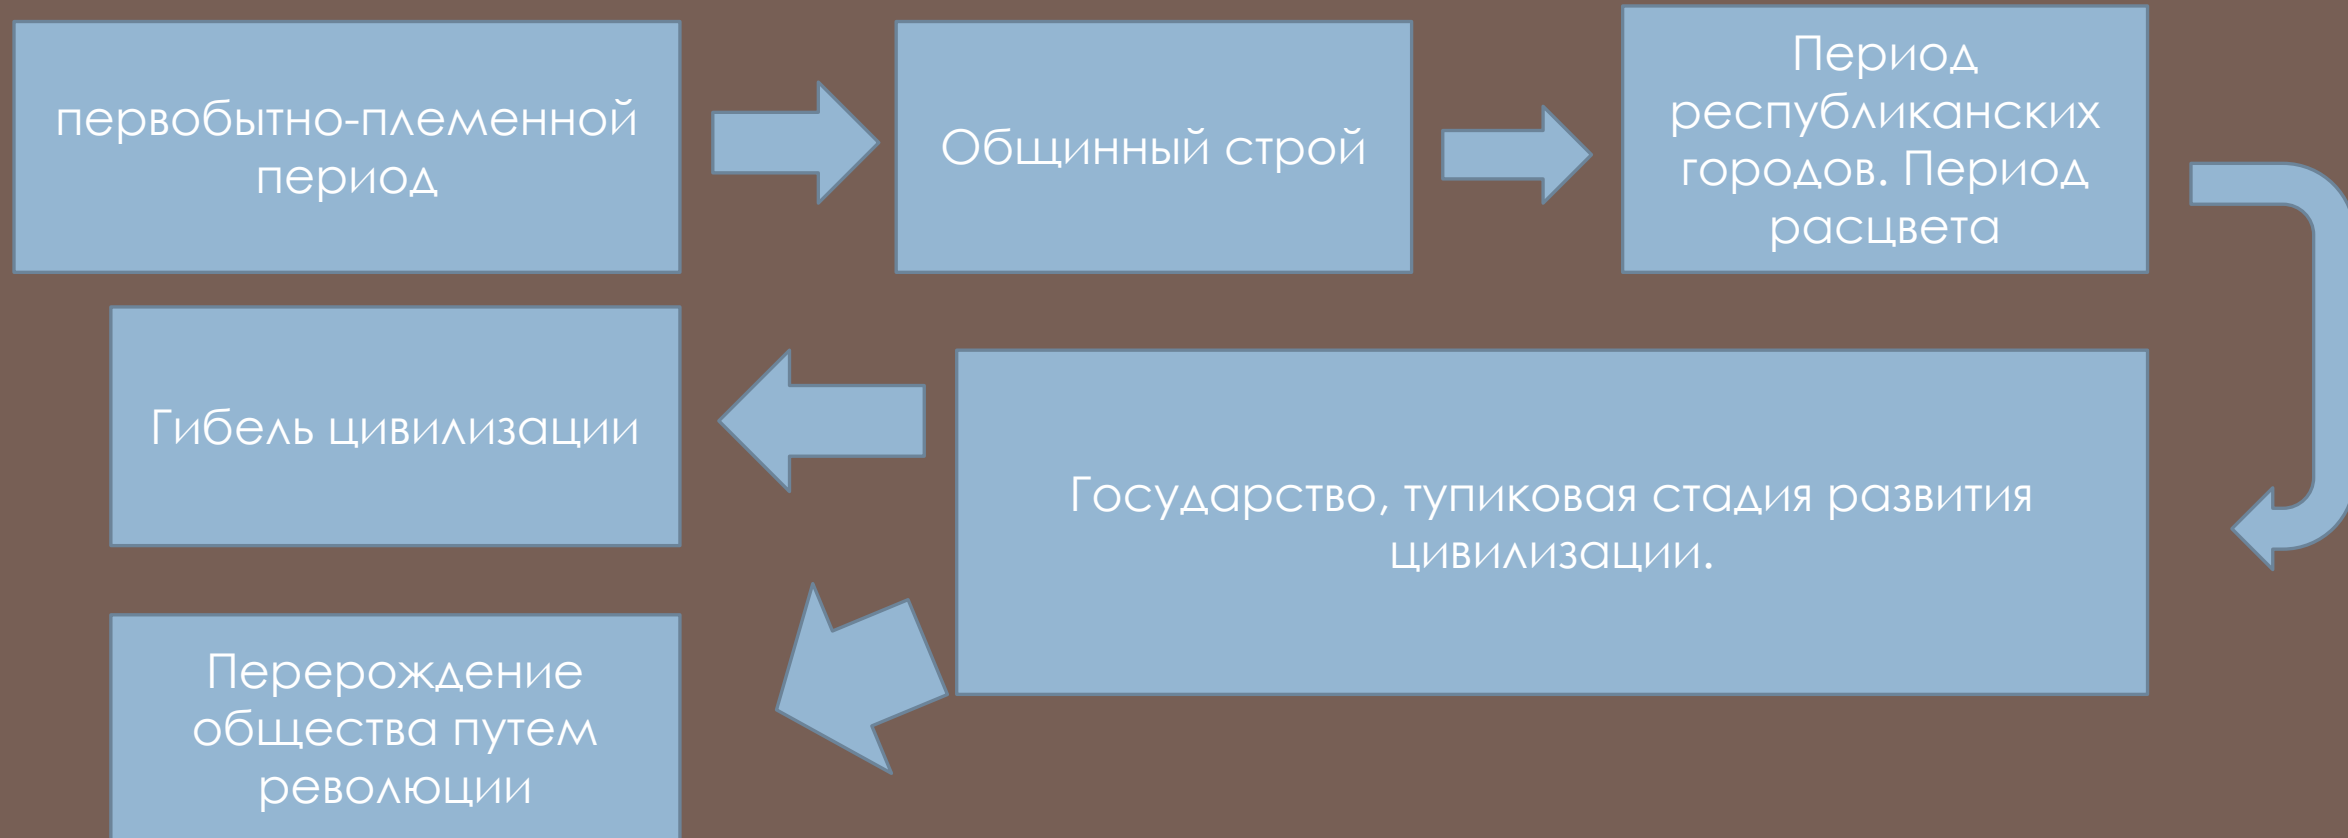 первобытно-племенной
период
Общинный строй
Период
республиканских
городов. Период
расцвета
Государство, тупиковая стадия развития
цивилизации.
Гибель цивилизации
Перерождение
общества путем
революции